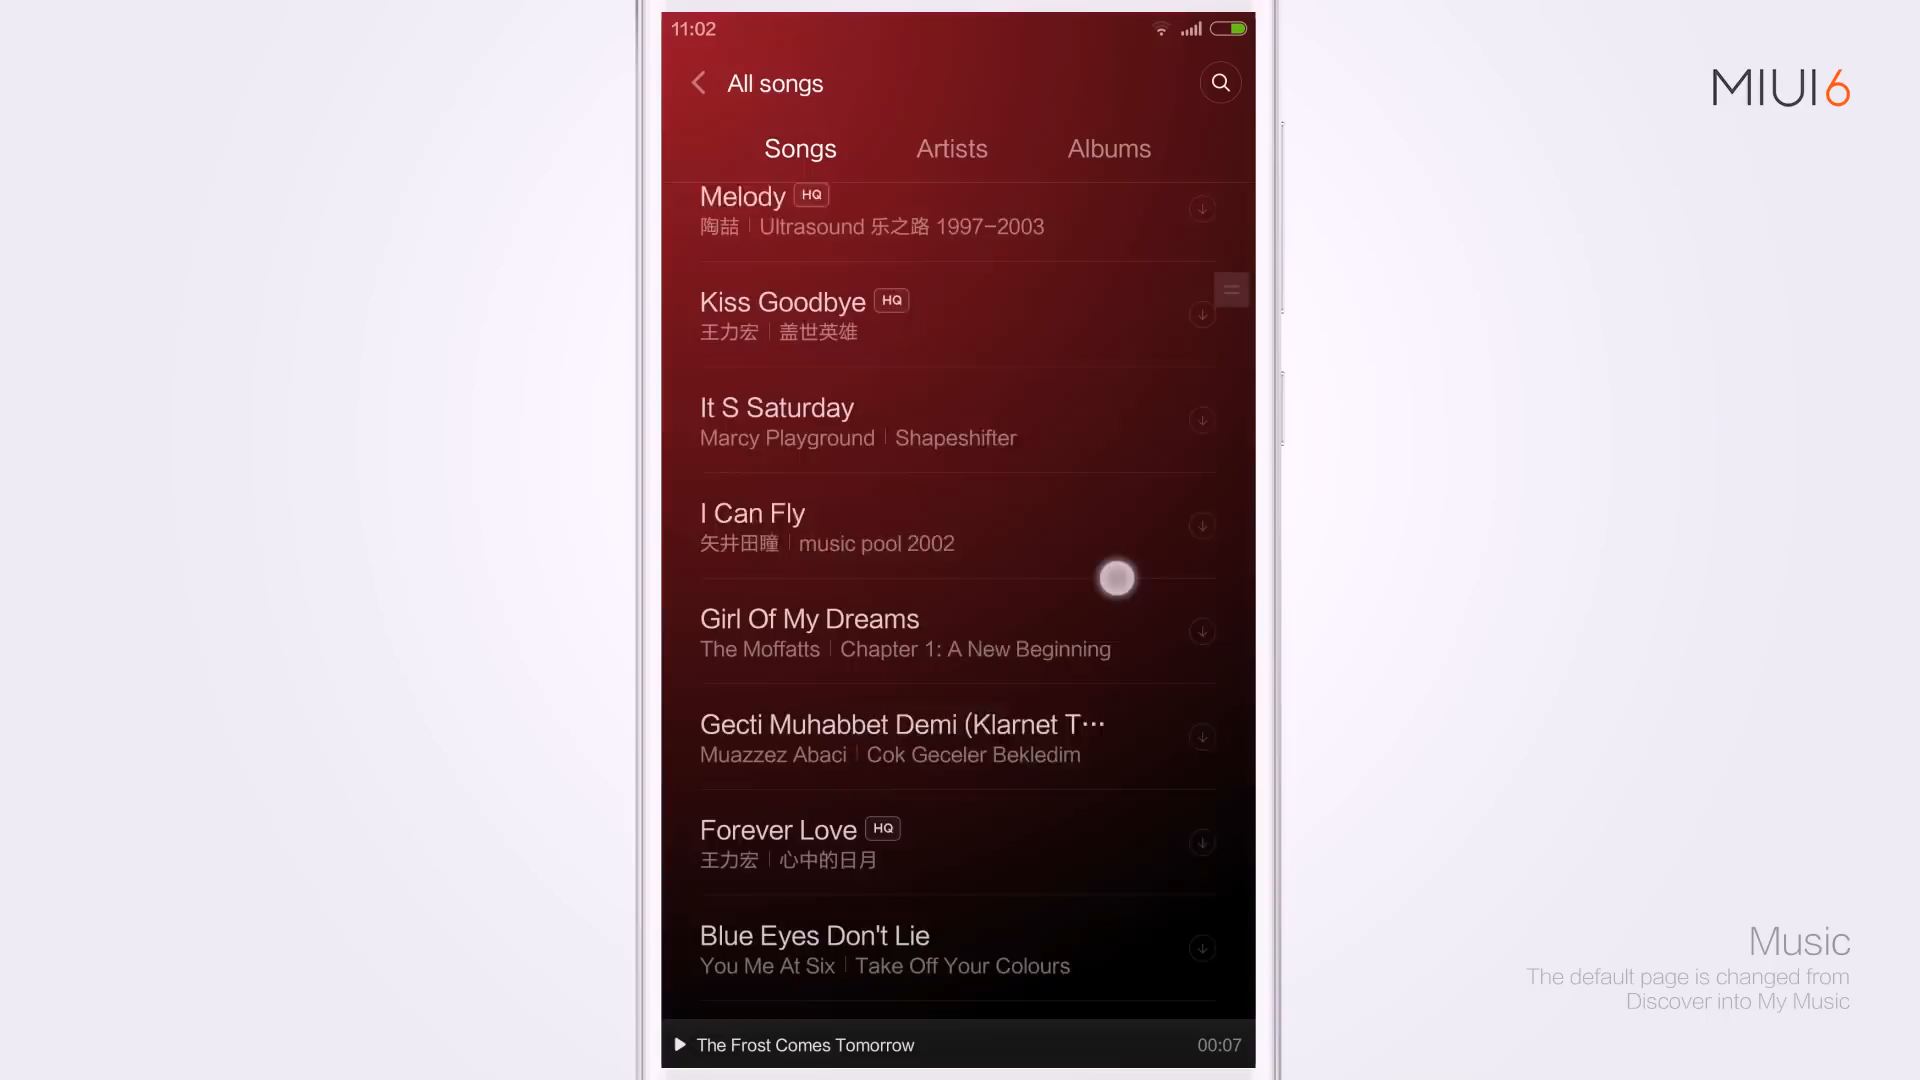 11:02
All songs
MIUI6
Songs Artists Albums
Melody HQ
陶喆 | Ultrasound 乐之路 1997-2003
Kiss Goodbye HQ
王力宏 | 盖世英雄
It S Saturday
Marcy Playground | Shapeshifter
I Can Fly
矢井田瞳 | music pool 2002
Girl Of My Dreams
The Moffatts | Chapter 1: A New Beginning
Gecti Muhabbet Demi (Klarnet T···
Muazzez Abaci | Cok Geceler Bekledim
Forever Love HQ
王力宏 | 心中的日月
Blue Eyes Don't Lie
You Me At Six | Take Off Your Colours
The Frost Comes Tomorrow 00:07
Music
The default page is changed from
Discover into My Music